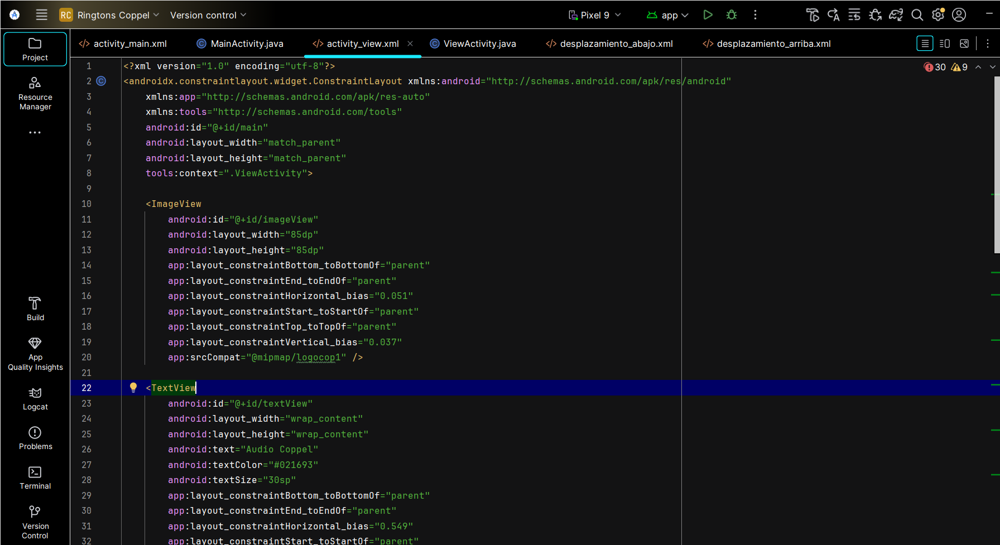 RC Ringtons Coppel Version control Pixel 9 app
Project
Resource Manager
Build
App Quality Insights
Logcat
Problems
Terminal
Version Control
activity_main.xml MainActivity.java activity_view.xml ViewActivity.java desplazamiento_abajo.xml desplazamiento_arriba.xml
30 9
1 <?xml version="1.0" encoding="utf-8"?>
2 <androidx.constraintlayout.widget.ConstraintLayout xmlns:android="http://schemas.android.com/apk/res/android"
3 xmlns:app="http://schemas.android.com/apk/res-auto"
4 xmlns:tools="http://schemas.android.com/tools"
5 android:id="@+id/main"
6 android:layout_width="match_parent"
7 android:layout_height="match_parent"
8 tools:context=".ViewActivity">
9
10 <ImageView
11 android:id="@+id/imageView"
12 android:layout_width="85dp"
13 android:layout_height="85dp"
14 app:layout_constraintBottom_toBottomOf="parent"
15 app:layout_constraintEnd_toEndOf="parent"
16 app:layout_constraintHorizontal_bias="0.051"
17 app:layout_constraintStart_toStartOf="parent"
18 app:layout_constraintTop_toTopOf="parent"
19 app:layout_constraintVertical_bias="0.037"
20 app:srcCompat="@mipmap/logocop1" />
21
22 <TextView
23 android:id="@+id/textView"
24 android:layout_width="wrap_content"
25 android:layout_height="wrap_content"
26 android:text="Audio Coppel"
27 android:textColor="#021693"
28 android:textSize="30sp"
29 app:layout_constraintBottom_toBottomOf="parent"
30 app:layout_constraintEnd_toEndOf="parent"
31 app:layout_constraintHorizontal_bias="0.549"
32 app:layout_constraintStart_toStartOf="parent"